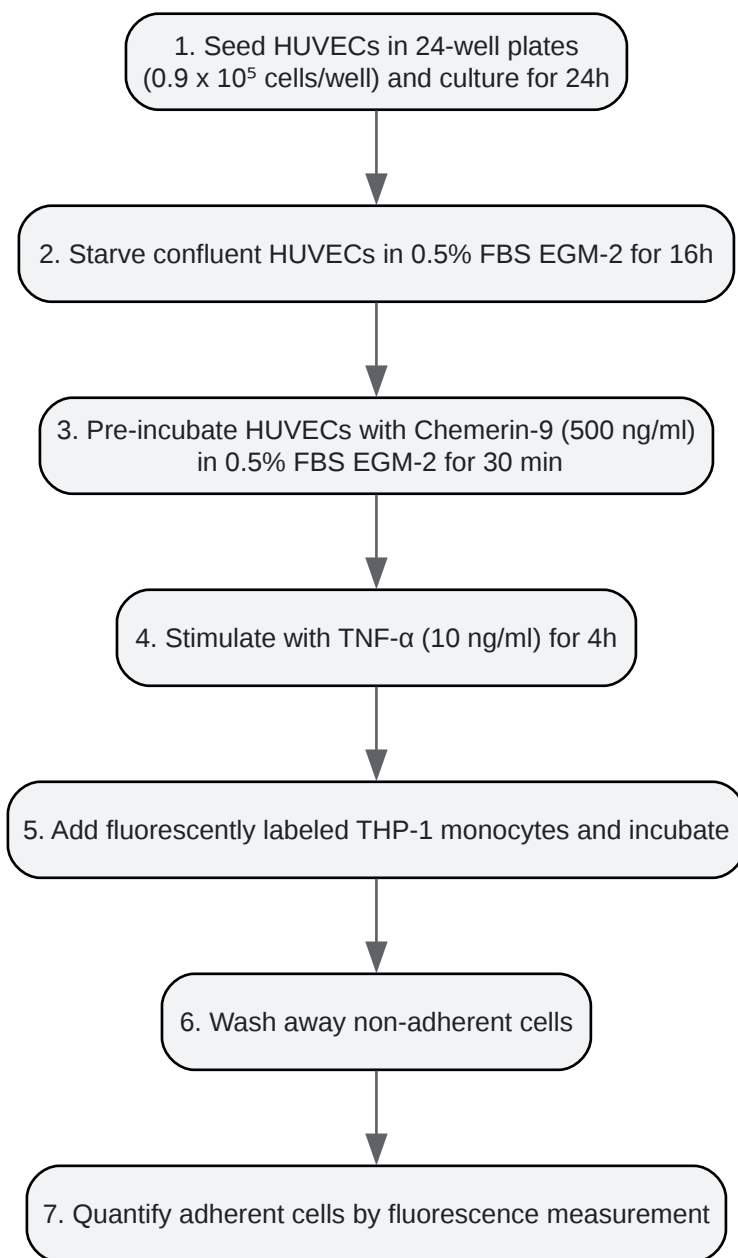 1. Seed HUVECs in 24-well plates
(0.9 x 10⁵ cells/well) and culture for 24h
2. Starve confluent HUVECs in 0.5% FBS EGM-2 for 16h
3. Pre-incubate HUVECs with Chemerin-9 (500 ng/ml)
in 0.5% FBS EGM-2 for 30 min
4. Stimulate with TNF-α (10 ng/ml) for 4h
5. Add fluorescently labeled THP-1 monocytes and incubate
6. Wash away non-adherent cells
7. Quantify adherent cells by fluorescence measurement